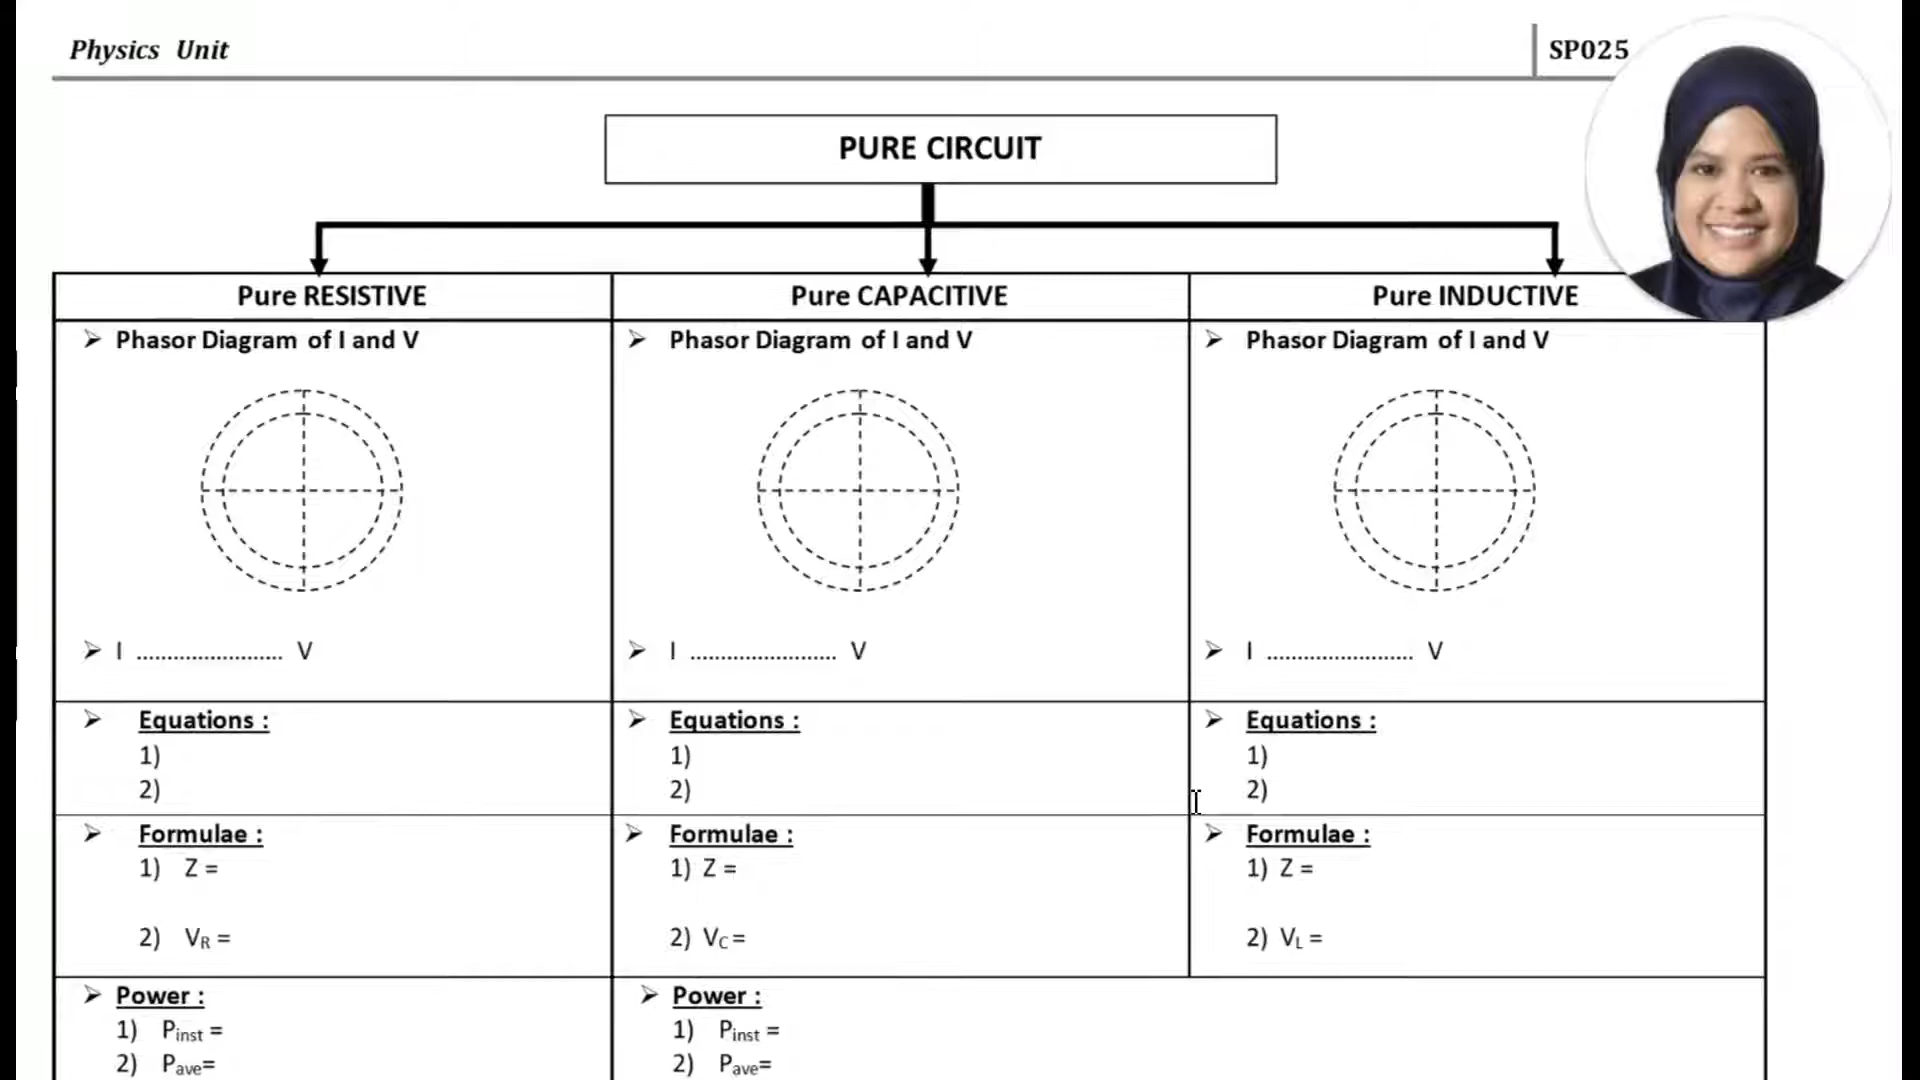 Physics Unit
SP025
PURE CIRCUIT
Pure RESISTIVE
Pure CAPACITIVE
Pure INDUCTIVE
➢ Phasor Diagram of I and V
➢ Phasor Diagram of I and V
➢ Phasor Diagram of I and V
➢ I ........................ V
➢ I ........................ V
➢ I ........................ V
➢ Equations :
1)
2)
➢ Equations :
1)
2)
➢ Equations :
1)
2)
➢ Formulae :
1) Z =
2) VR =
➢ Formulae :
1) Z =
2) VC =
➢ Formulae :
1) Z =
2) VL =
➢ Power :
1) Pinst =
2) Pave=
➢ Power :
1) Pinst =
2) Pave=